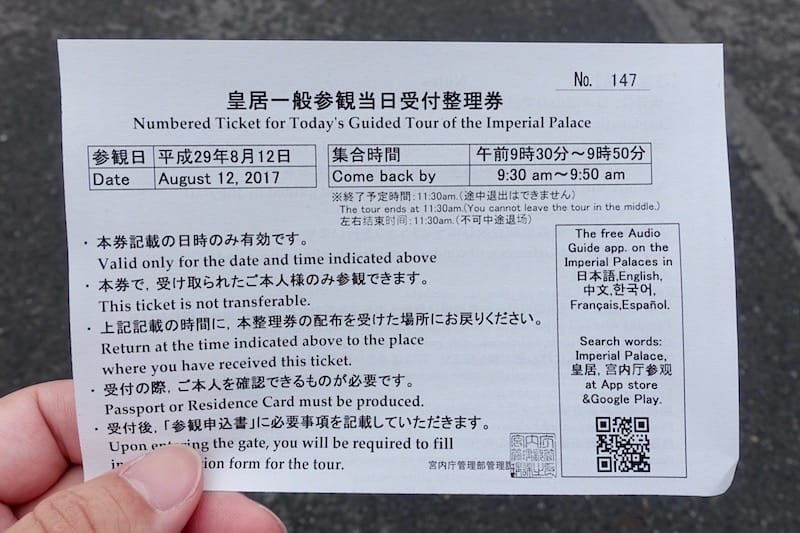 No. 147
皇居一般参観当日受付整理券
Numbered Ticket for Today's Guided Tour of the Imperial Palace
参観日 平成29年8月12日
Date August 12, 2017
集合時間 午前9時30分～9時50分
Come back by 9:30 am～9:50 am
※終了予定時間:11:30am.(途中退出はできません)
The tour ends at 11:30am.(You cannot leave the tour in the middle.)
左右结束时间:11:30am.(不可中途退场)
・本券記載の日時のみ有効です。
Valid only for the date and time indicated above
・本券で,受け取られたご本人様のみ参観できます。
This ticket is not transferable.
・上記記載の時間に,本整理券の配布を受けた場所にお戻りください。
Return at the time indicated above to the place
where you have received this ticket.
・受付の際,ご本人を確認できるものが必要です。
Passport or Residence Card must be produced.
・受付後,「参観申込書」に必要事項を記載していただきます。
Upon entering the gate, you will be required to fill
in form for the tour.
宮内庁管理部管理課
The free Audio
Guide app. on the
Imperial Palaces in
日本語,English,
中文,한국어,
Français,Español.
Search words:
Imperial Palace,
皇居, 宮内庁参观
at App store
&Google Play.